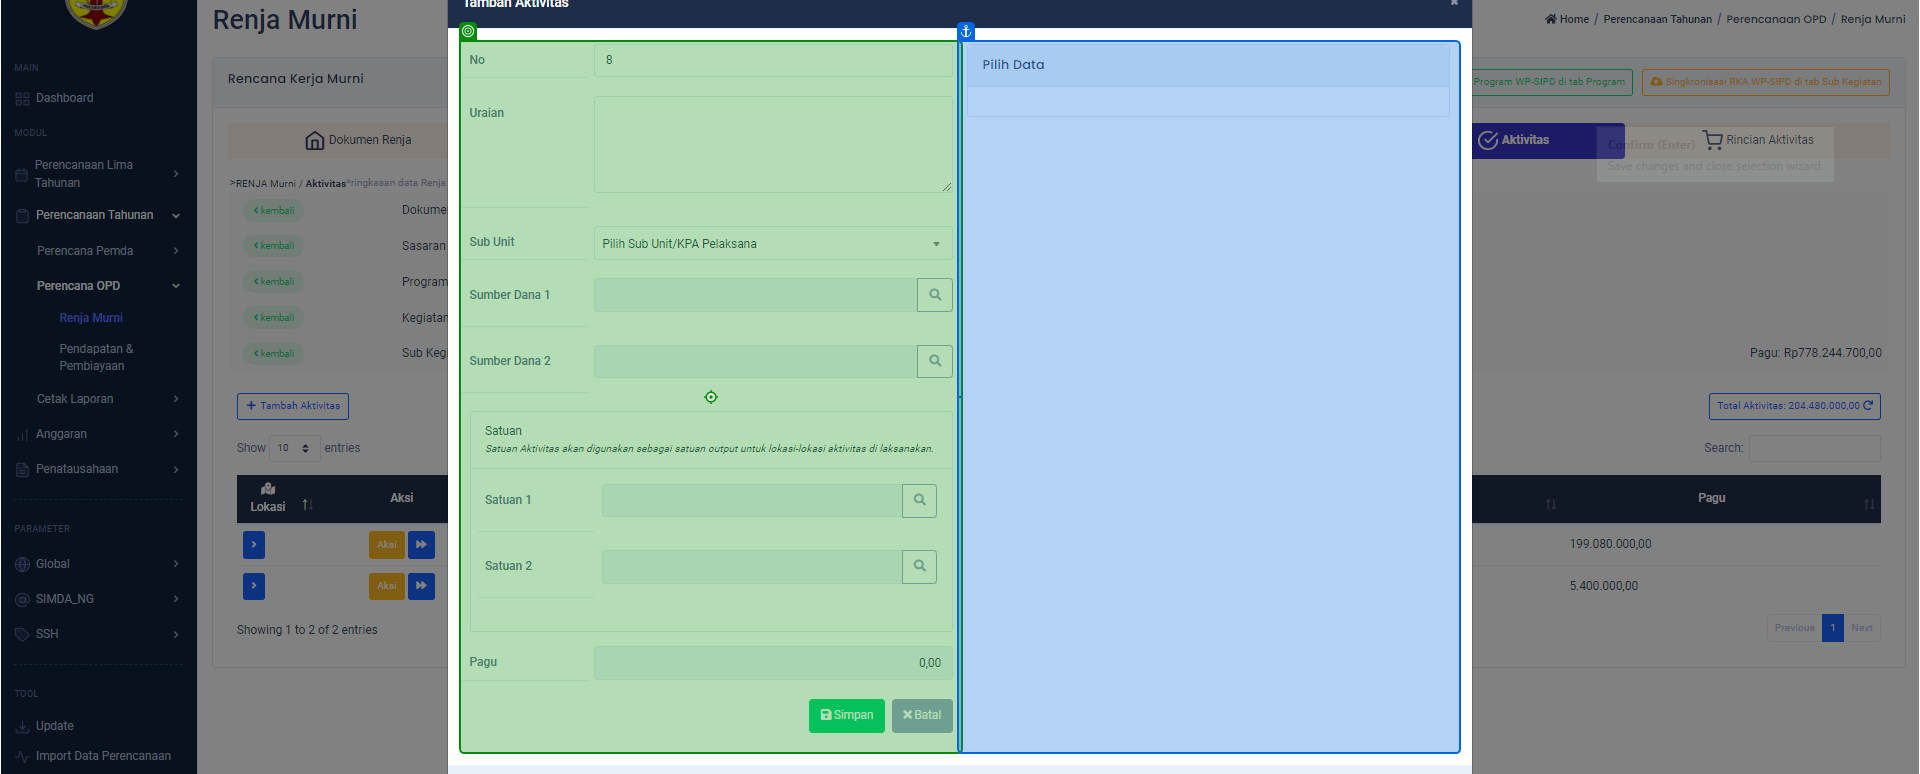 Tambah Aktivitas
×
Renja Murni
Home / Perencanaan Tahunan / Perencanaan OPD / Renja Murni
MAIN
Dashboard
MODUL
Perencanaan Lima
Tahunan
Perencanaan Tahunan
Perencana Pemda
Perencana OPD
Renja Murni
Pendapatan &
Pembiayaan
Cetak Laporan
Anggaran
Penatausahaan
PARAMETER
Global
SIMDA_NG
SSH
TOOL
Update
Import Data Perencanaan
Rencana Kerja Murni
Program WP-SIPD di tab Program
Singkronisasi RKA WP-SIPD di tab Sub Kegiatan
Dokumen Renja
Aktivitas
Rincian Aktivitas
Confirm (Enter)
Save changes and close selection wizard.
>RENJA Murni / Aktivitas*ringkasan data Renja
kembali
Dokume
kembali
Sasaran
kembali
Program
kembali
Kegiatan
kembali
Sub Kegi
Pagu: Rp778.244.700,00
+ Tambah Aktivitas
Total Aktivitas: 204.480.000,00
Show 10 entries
Search:
Lokasi
Aksi
Pagu
Aksi
199.080.000,00
Aksi
5.400.000,00
Showing 1 to 2 of 2 entries
Previous 1 Next
No
8
Uraian
Sub Unit
Pilih Sub Unit/KPA Pelaksana
Sumber Dana 1
Sumber Dana 2
Satuan
Satuan Aktivitas akan digunakan sebagai satuan output untuk lokasi-lokasi aktivitas di laksanakan.
Satuan 1
Satuan 2
Pagu
0,00
Simpan
Batal
Pilih Data